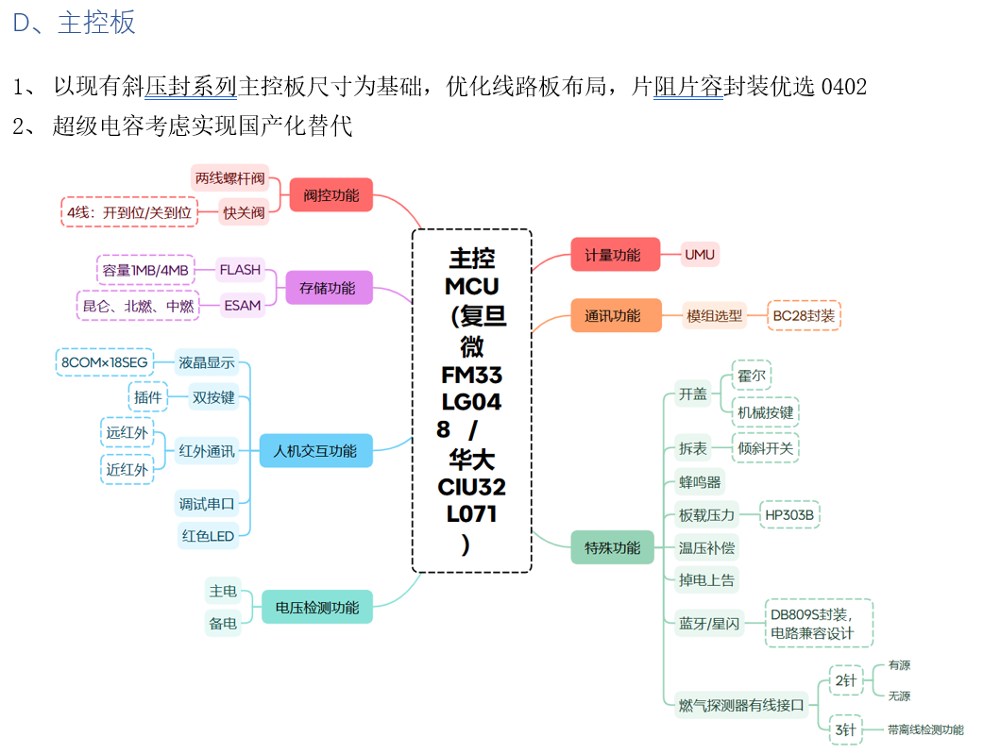 D、主控板
1、 以现有斜压封系列主控板尺寸为基础，优化线路板布局，片阻片容封装优选 0402
2、 超级电容考虑实现国产化替代
两线螺杆阀
阀控功能
4线：开到位/关到位
快关阀
容量1MB/4MB
FLASH
存储功能
昆仑、北燃、中燃
ESAM
8COM×18SEG
液晶显示
插件
双按键
远红外
近红外
红外通讯
人机交互功能
调试串口
红色LED
主电
备电
电压检测功能
主控
MCU
（复旦
微
FM33
LG04
8 /
华大
CIU32
L071
）
计量功能
UMU
通讯功能
模组选型
BC28封装
特殊功能
开盖
霍尔
机械按键
拆表
倾斜开关
蜂鸣器
板载压力
HP303B
温压补偿
掉电上告
蓝牙/星闪
DB809S封装，
电路兼容设计
燃气探测器有线接口
2针
有源
无源
3针
带离线检测功能